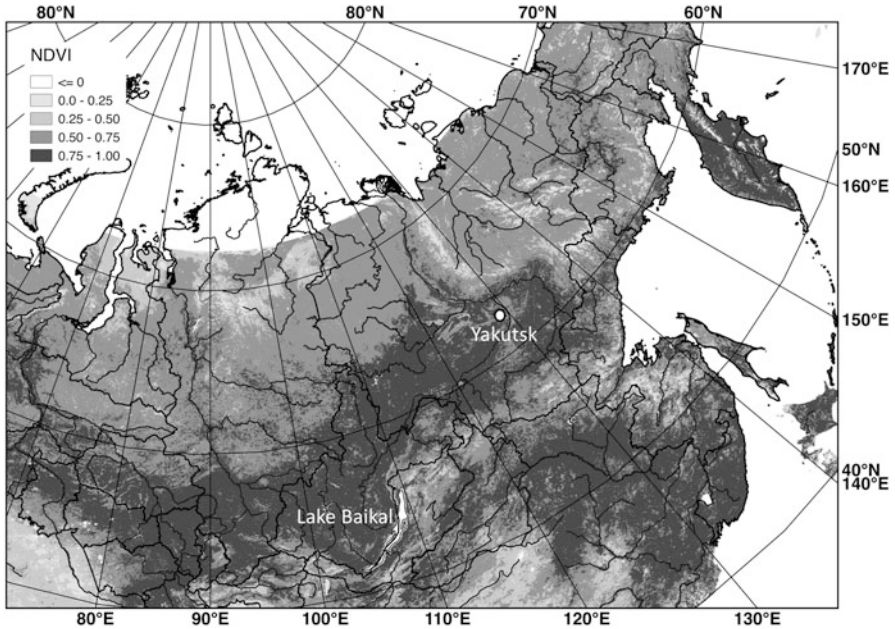 80°N
80°N
70°N
60°N
NDVI
<= 0
0.0 - 0.25
0.25 - 0.50
0.50 - 0.75
0.75 - 1.00
170°E
50°N
160°E
150°E
Yakutsk
40°N
140°E
Lake Baikal
80°E
90°E
100°E
110°E
120°E
130°E